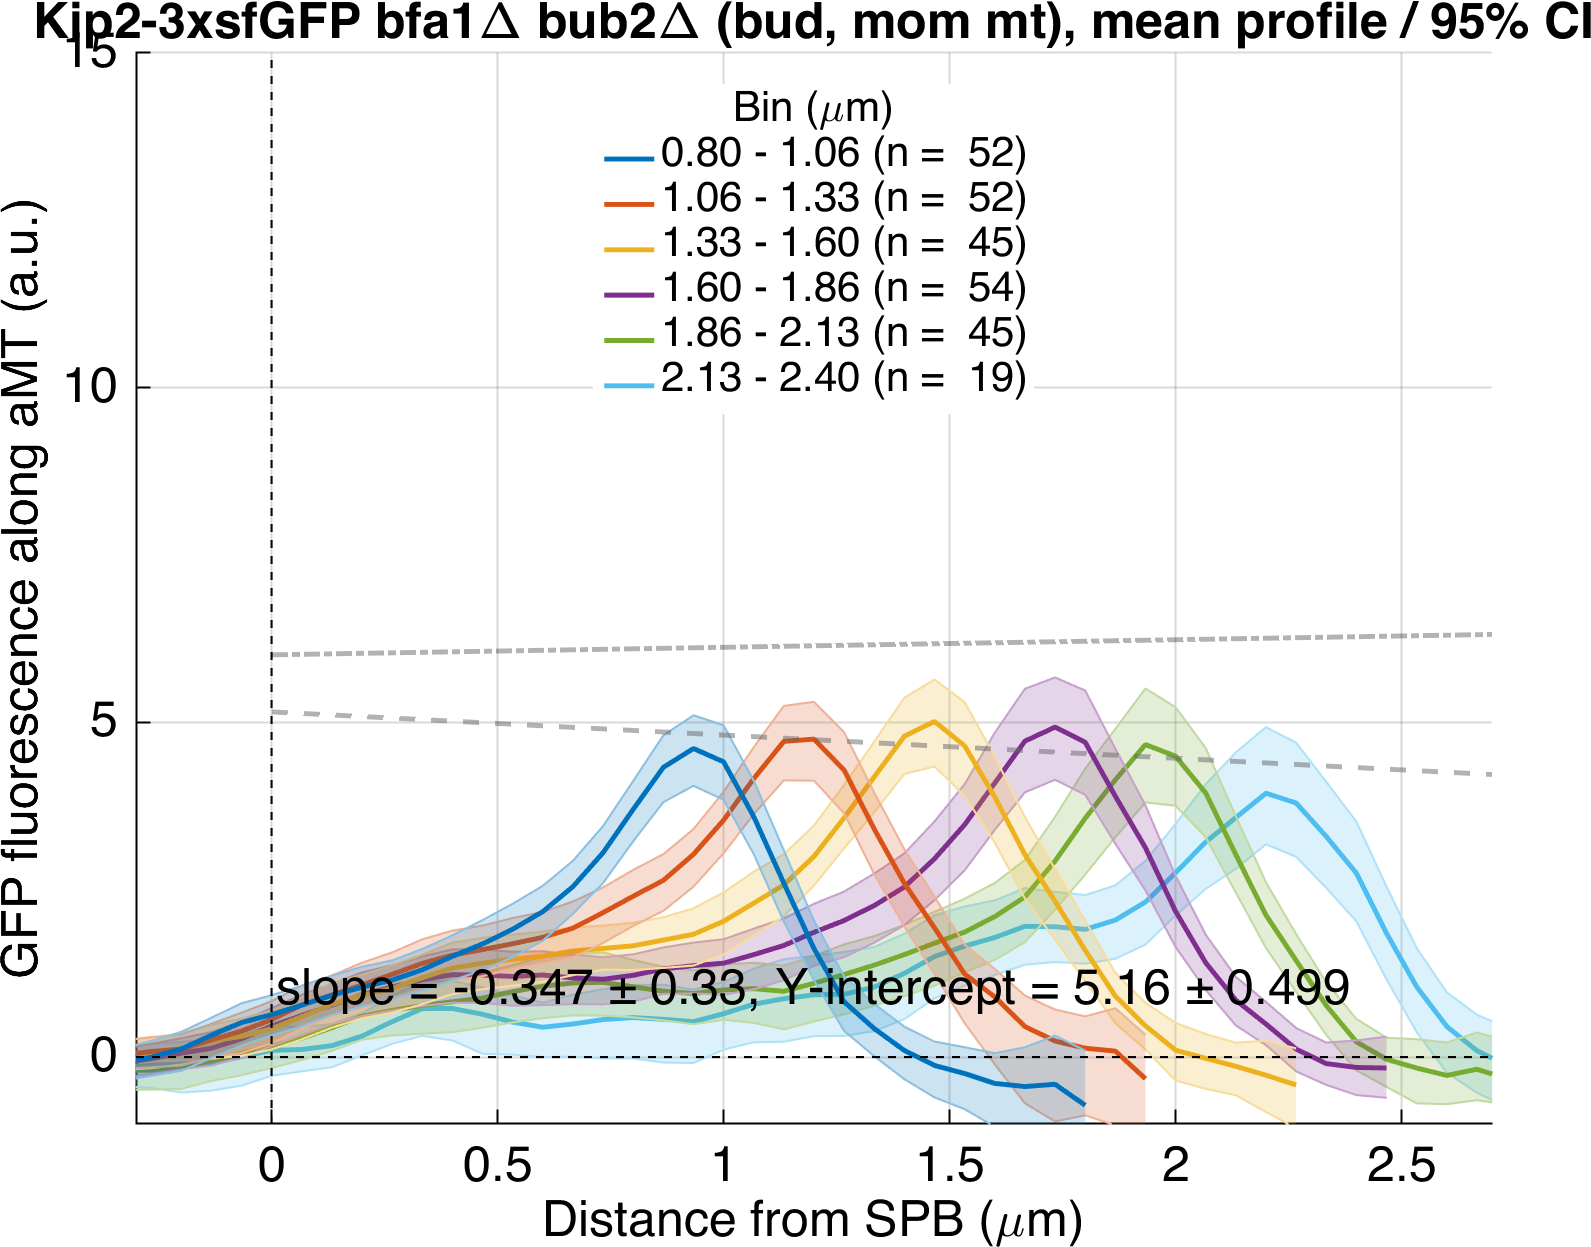 Kip2-3xsfGFP bfa1Δ bub2Δ (bud, mom mt), mean profile / 95% CI
15
Bin (μm)
0.80 - 1.06 (n = 52)
1.06 - 1.33 (n = 52)
1.33 - 1.60 (n = 45)
1.60 - 1.86 (n = 54)
1.86 - 2.13 (n = 45)
2.13 - 2.40 (n = 19)
10
5
0
GFP fluorescence along aMT (a.u.)
slope = -0.347 ± 0.33, Y-intercept = 5.16 ± 0.499
0 0.5 1 1.5 2 2.5
Distance from SPB (μm)